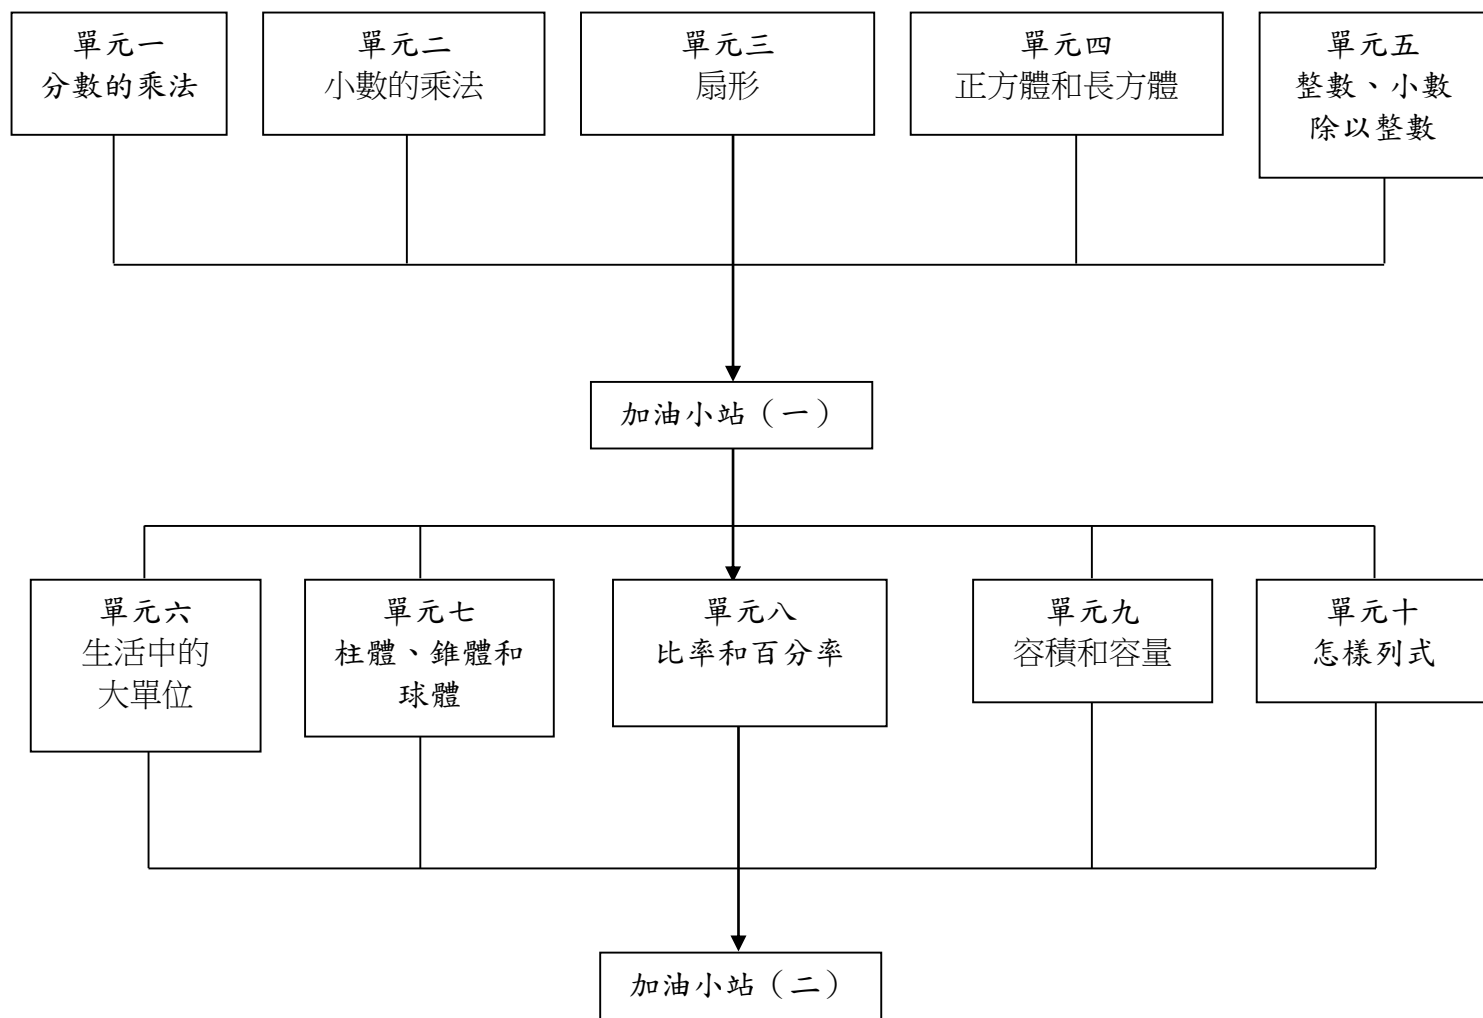 單元一
分數的乘法
單元二
小數的乘法
單元三
扇形
單元四
正方體和長方體
單元五
整數、小數
除以整數
加油小站（一）
單元六
生活中的
大單位
單元七
柱體、錐體和
球體
單元八
比率和百分率
單元九
容積和容量
單元十
怎樣列式
加油小站（二）